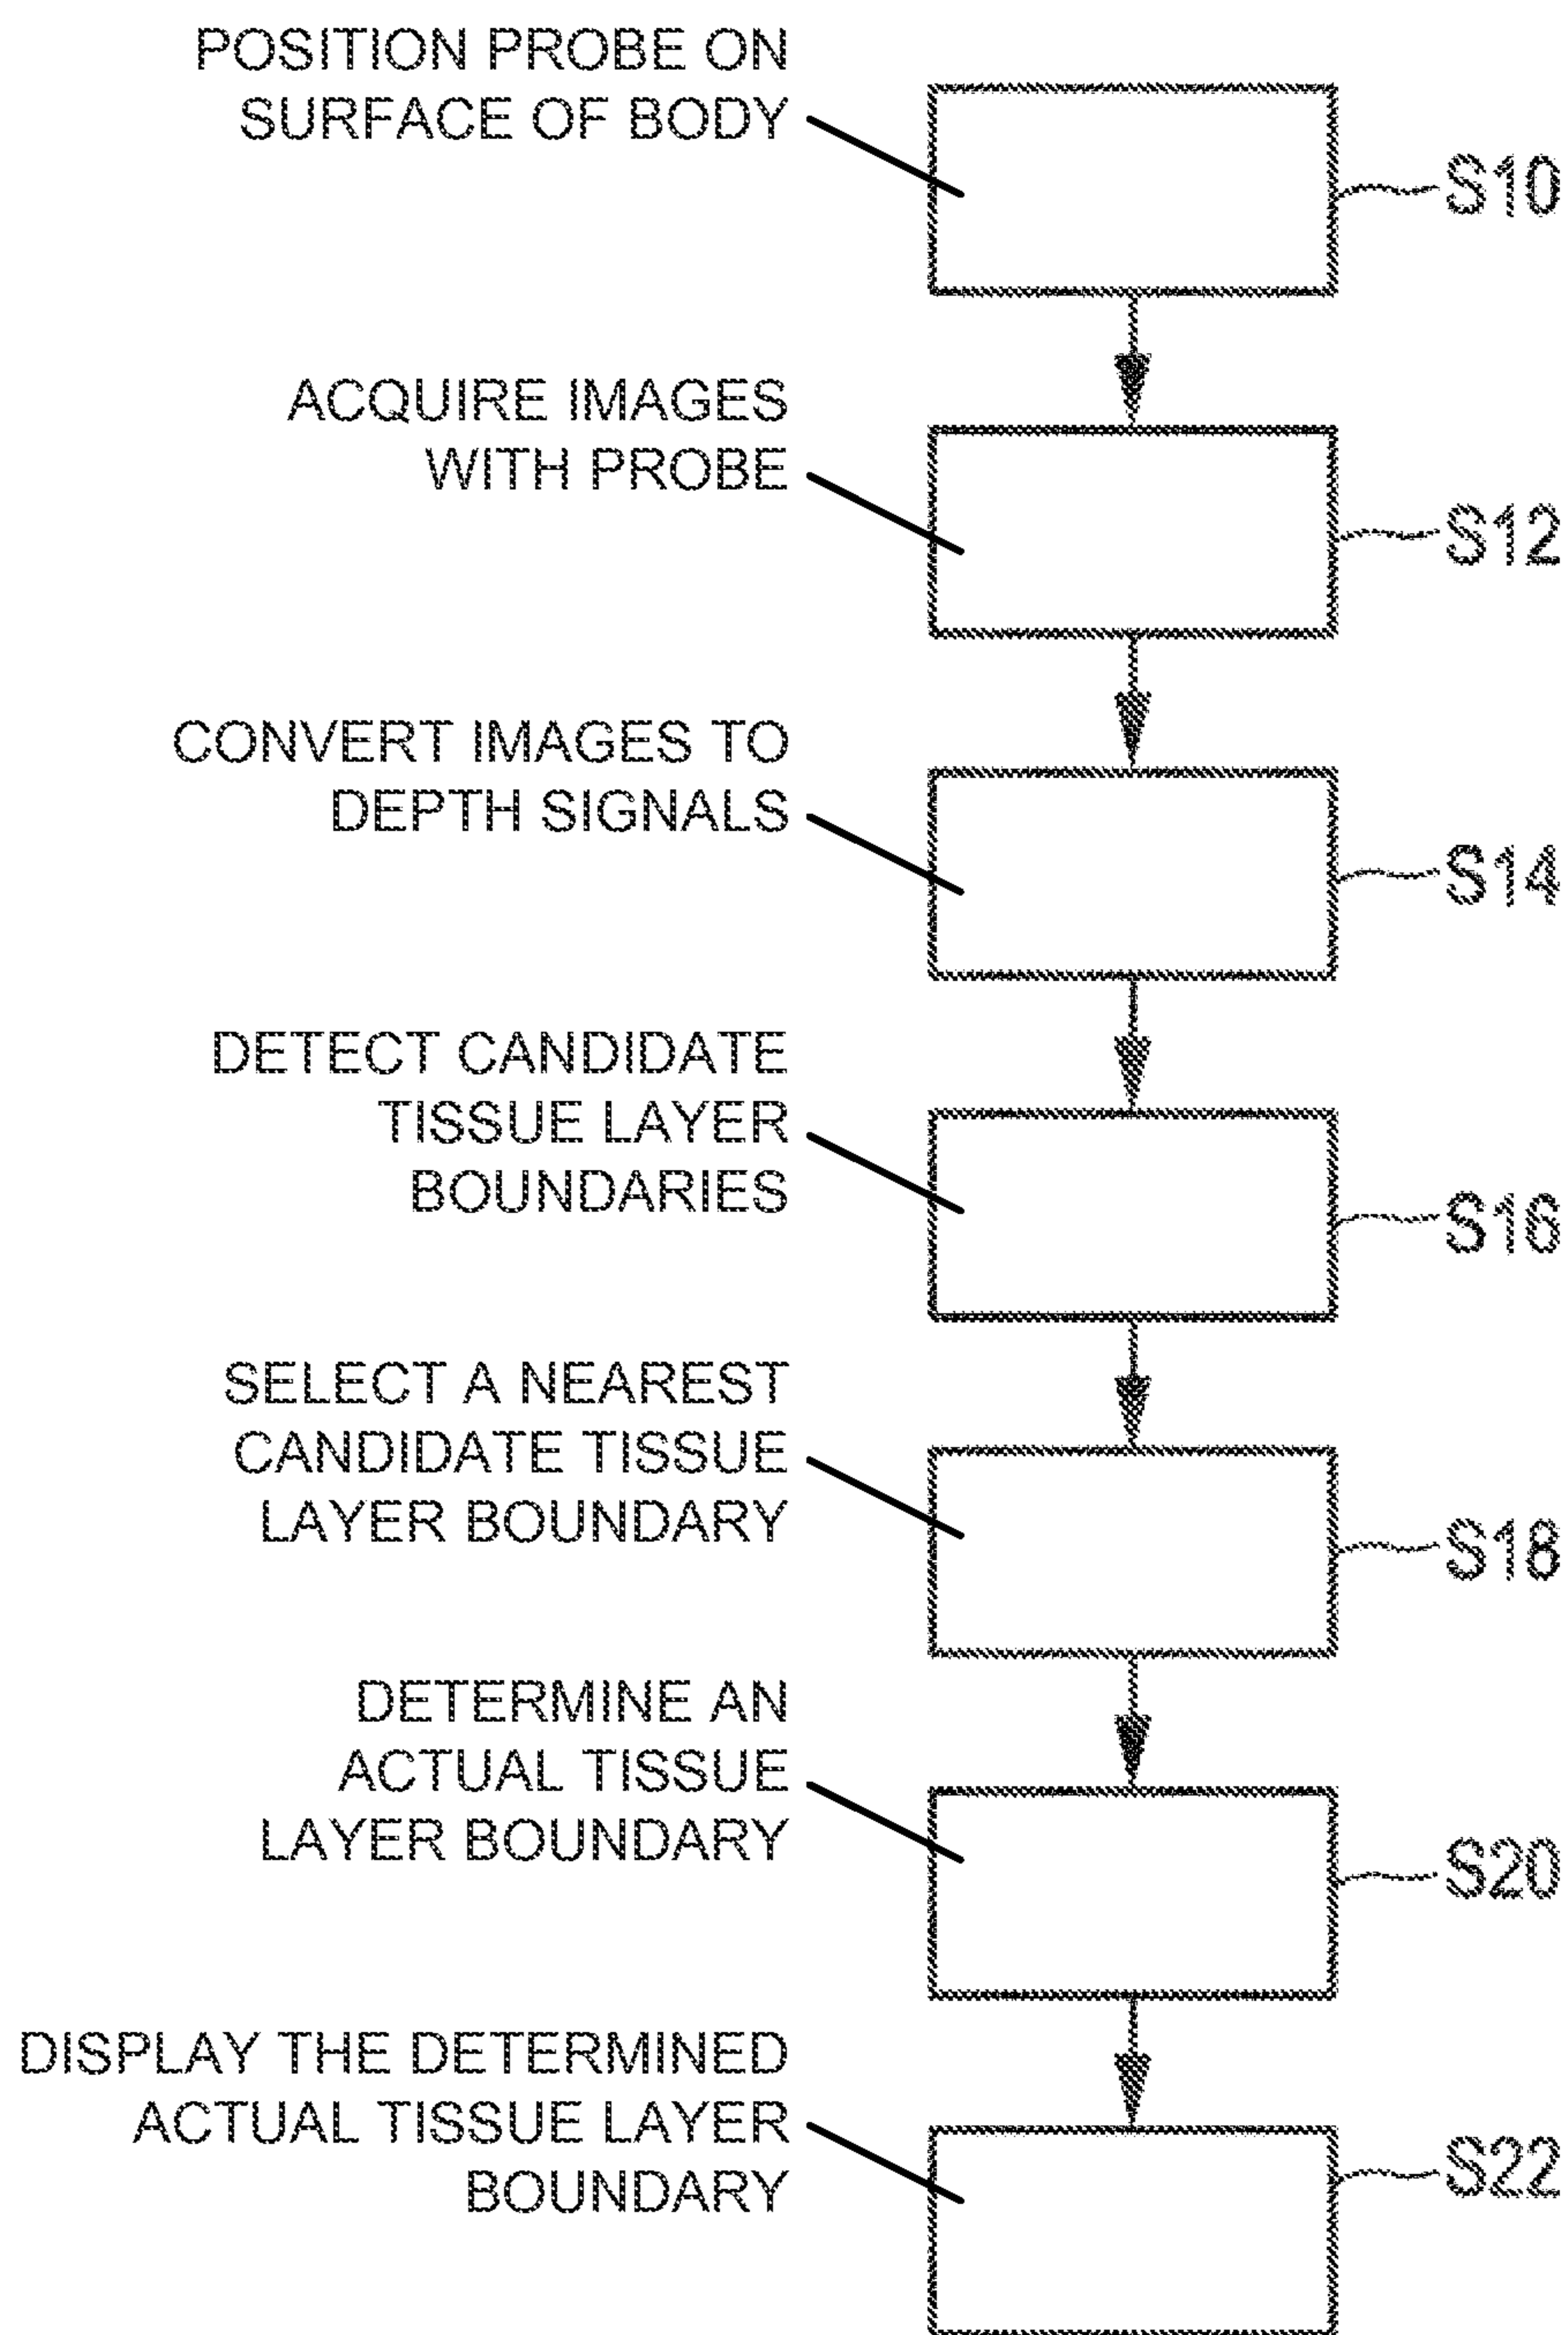 POSITION PROBE ON
SURFACE OF BODY
S10
ACQUIRE IMAGES
WITH PROBE
S12
CONVERT IMAGES TO
DEPTH SIGNALS
S14
DETECT CANDIDATE
TISSUE LAYER
BOUNDARIES
S16
SELECT A NEAREST
CANDIDATE TISSUE
LAYER BOUNDARY
S18
DETERMINE AN
ACTUAL TISSUE
LAYER BOUNDARY
S20
DISPLAY THE DETERMINED
ACTUAL TISSUE LAYER
BOUNDARY
S22